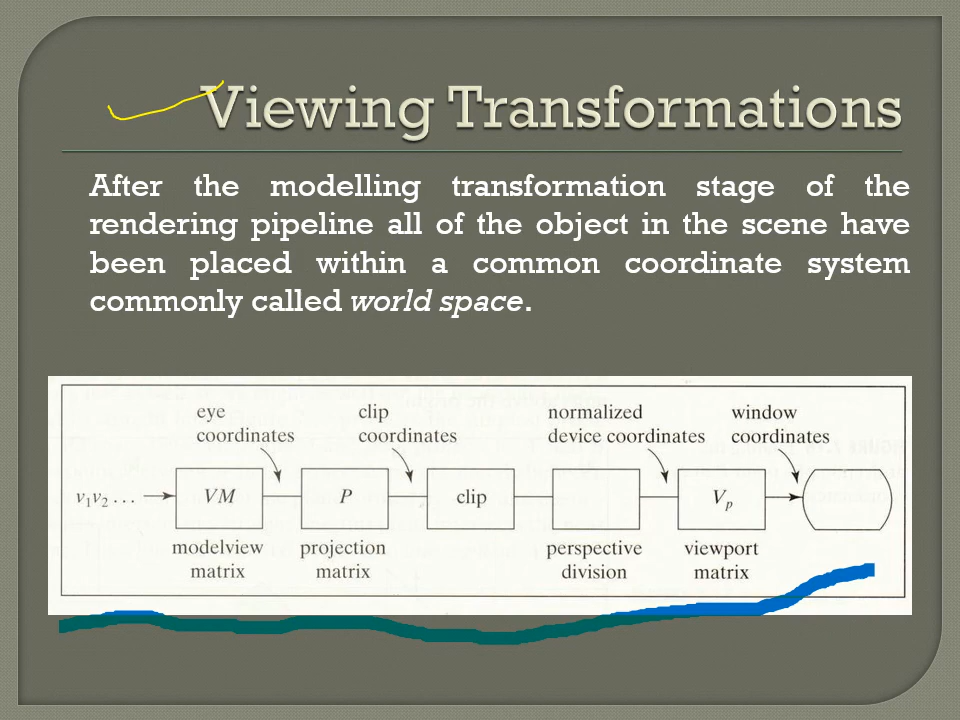 Viewing Transformations
After the modelling transformation stage of the
rendering pipeline all of the object in the scene have
been placed within a common coordinate system
commonly called world space.
eye coordinates
clip coordinates
normalized device coordinates
window coordinates
v₁v₂ . . .
VM
P
clip
Vₚ
modelview matrix
projection matrix
perspective division
viewport matrix